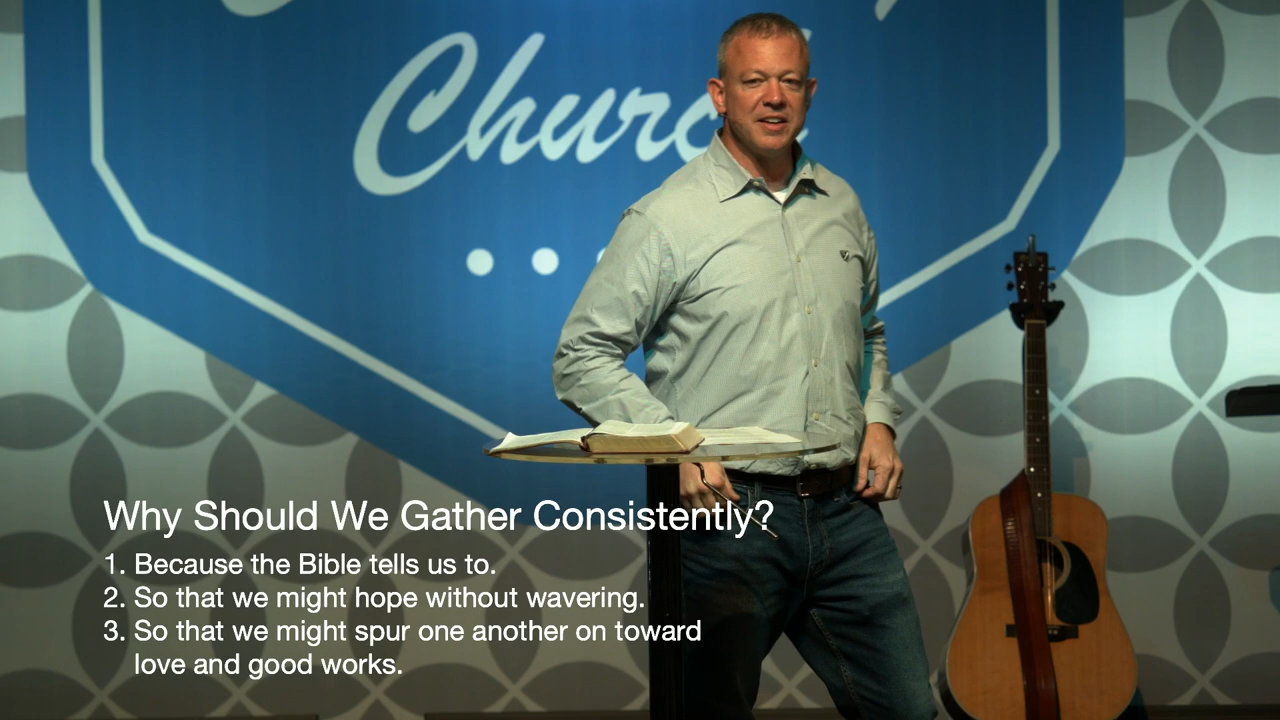 Church
Why Should We Gather Consistently?
1. Because the Bible tells us to.
2. So that we might hope without wavering.
3. So that we might spur one another on toward
love and good works.